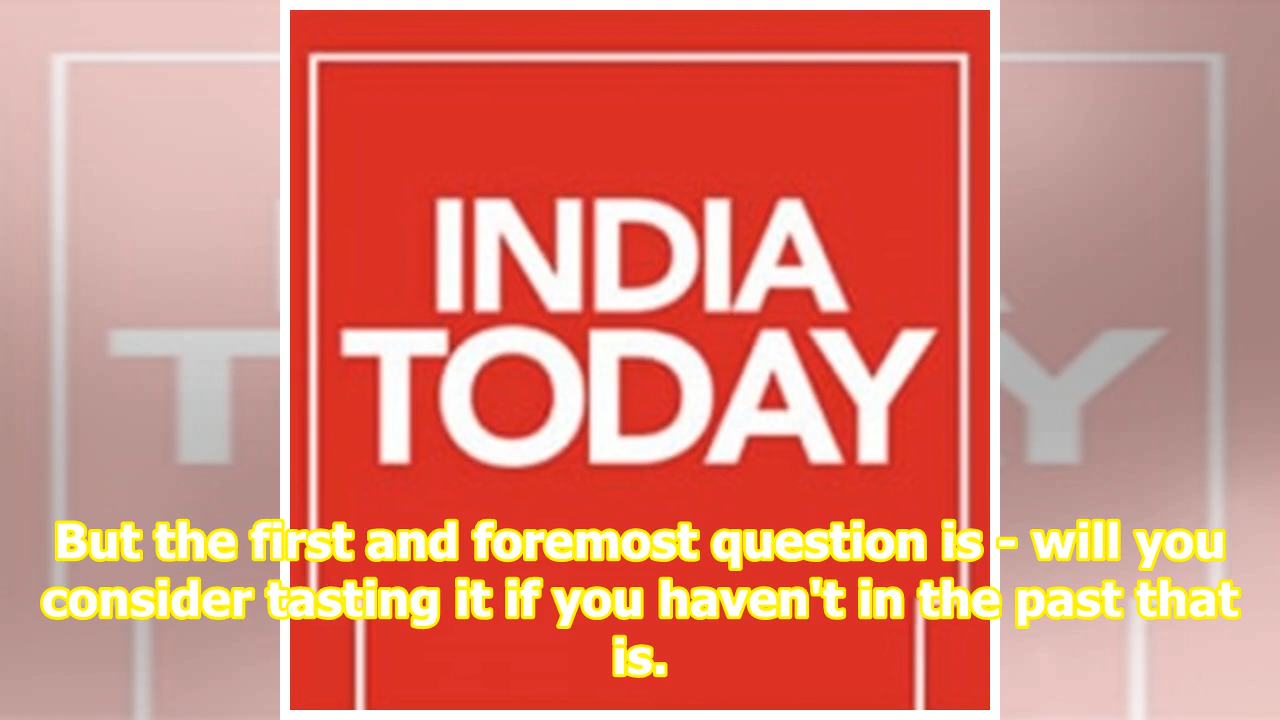 INDIA
TODAY
But the first and foremost question is - will you
consider tasting it if you haven't in the past that
is.